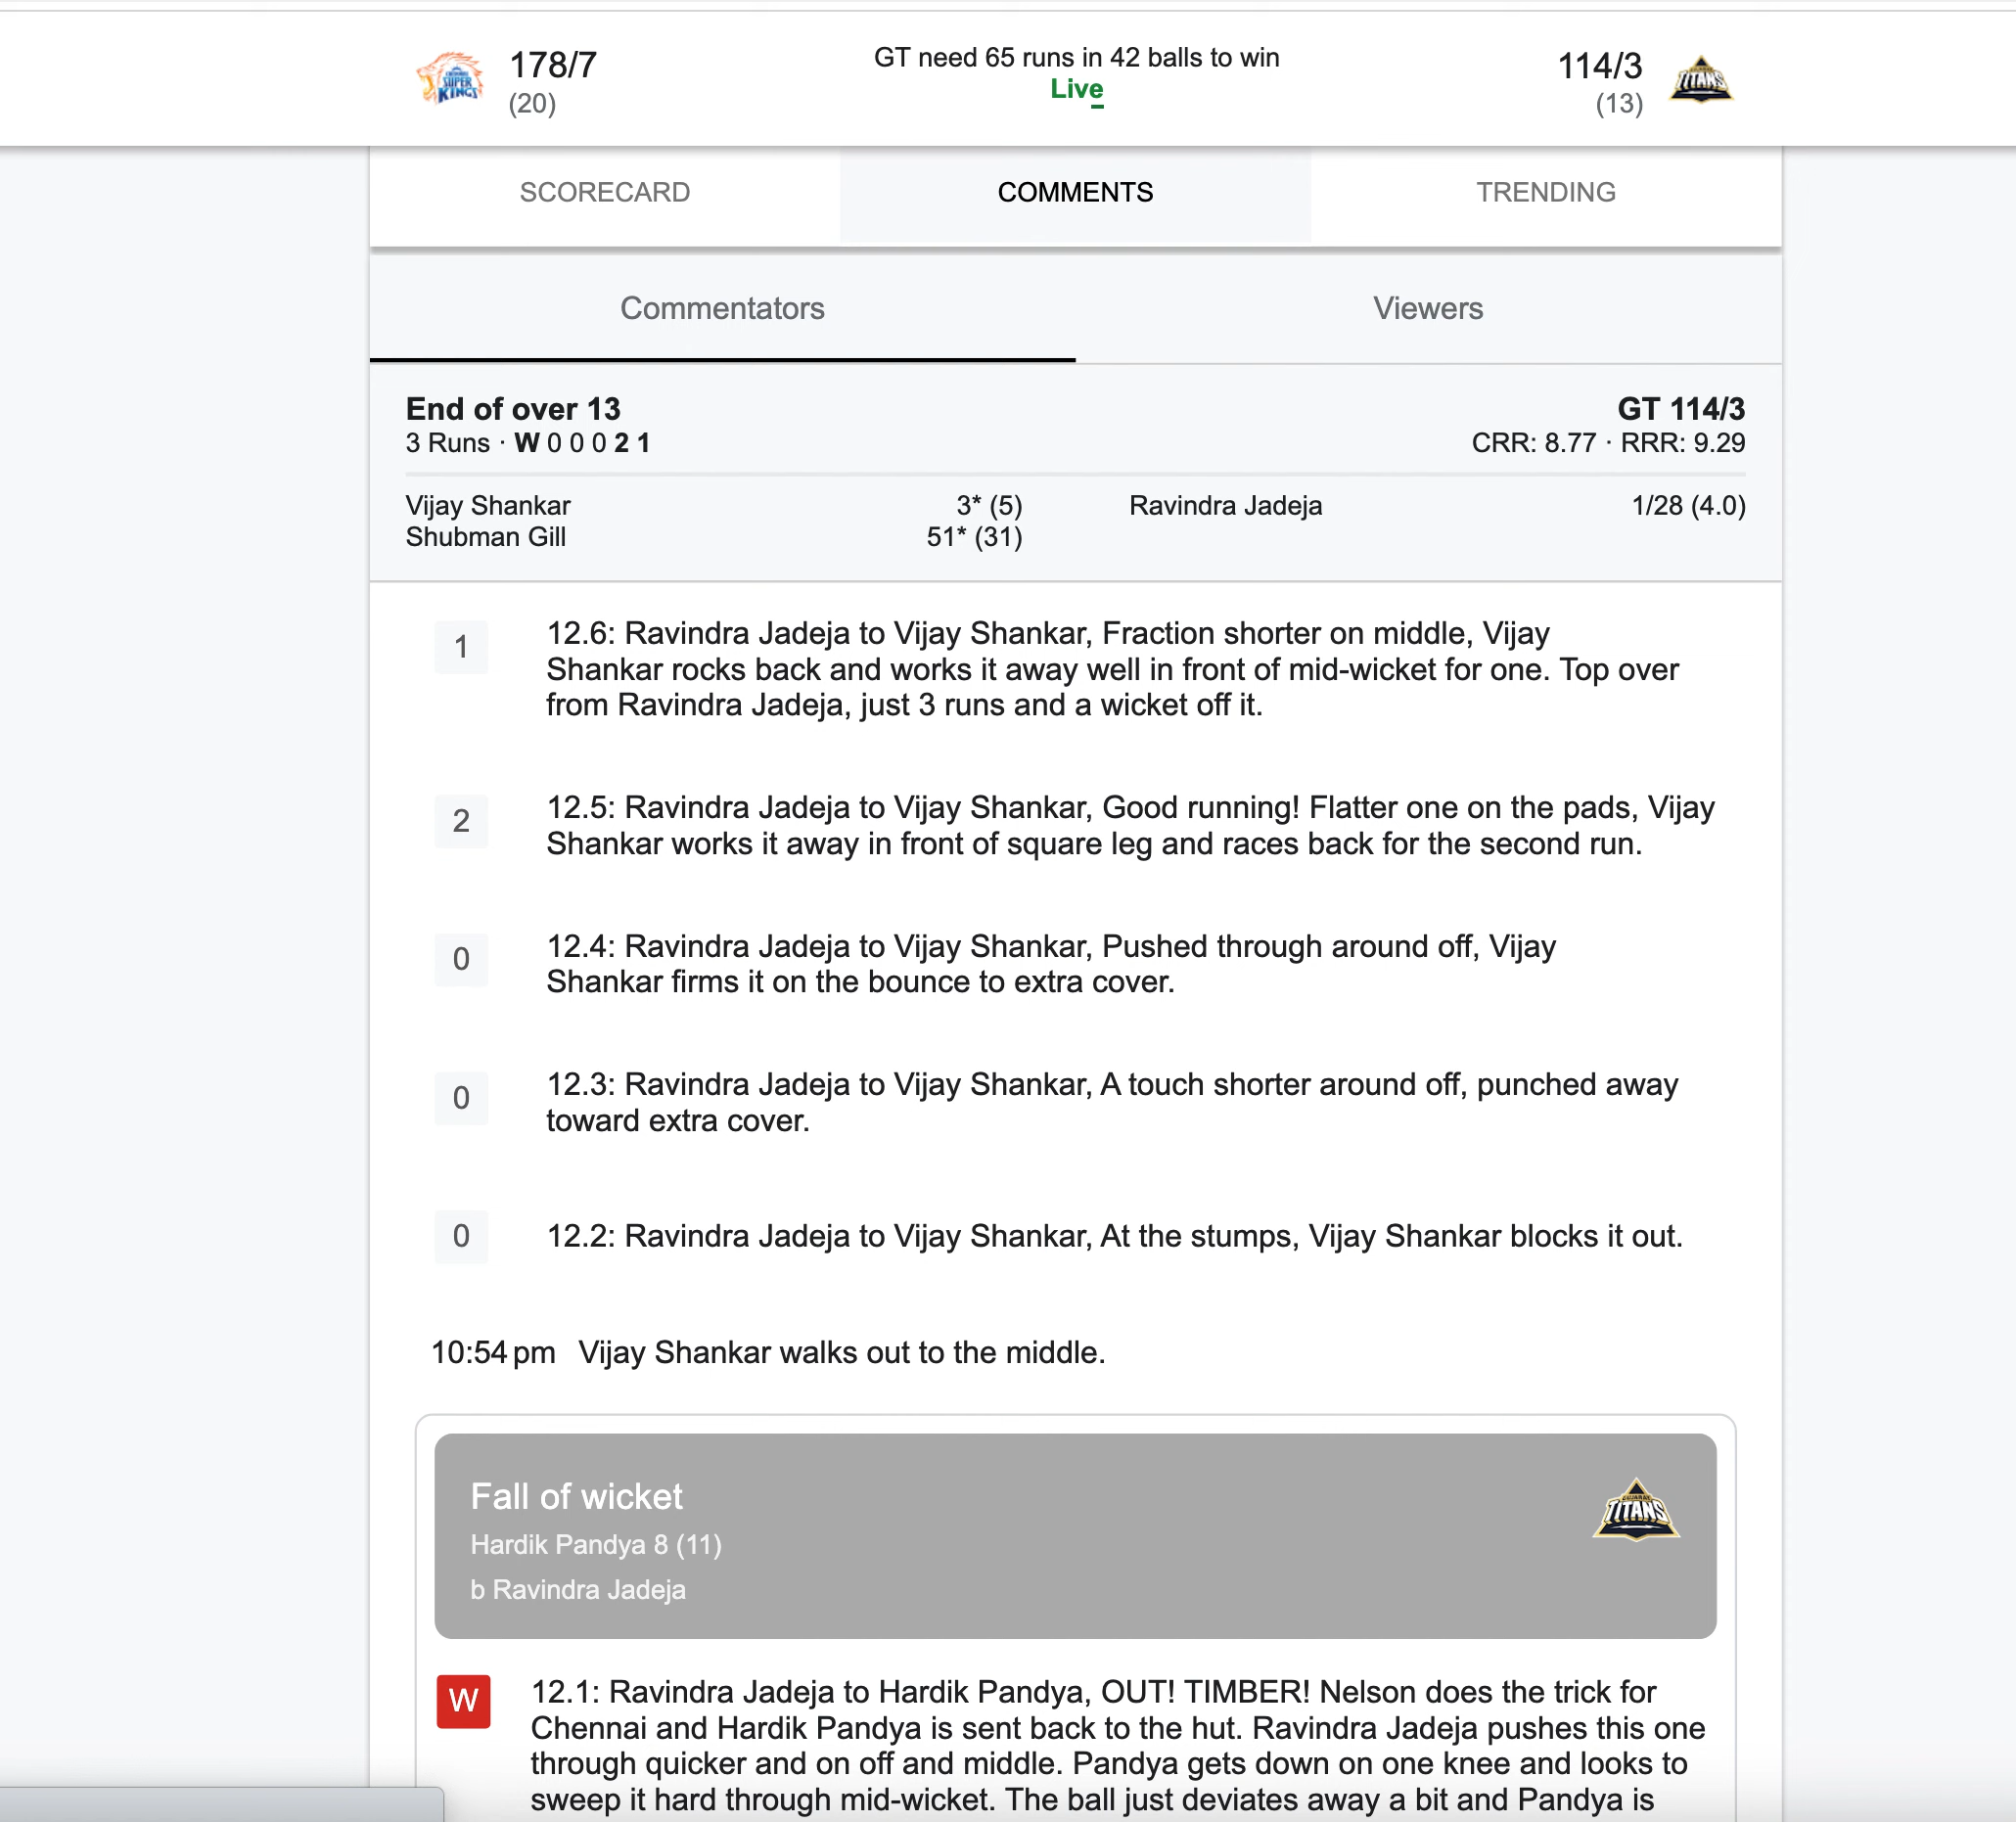 178/7
(20)
GT need 65 runs in 42 balls to win
Live
114/3
(13)
SUPER
KINGS
TITANS
SCORECARD
COMMENTS
TRENDING
Commentators
Viewers
End of over 13
GT 114/3
3 Runs · W 0 0 0 2 1
CRR: 8.77 · RRR: 9.29
Vijay Shankar
3* (5)
Ravindra Jadeja
1/28 (4.0)
Shubman Gill
51* (31)
1
12.6: Ravindra Jadeja to Vijay Shankar, Fraction shorter on middle, Vijay
Shankar rocks back and works it away well in front of mid-wicket for one. Top over
from Ravindra Jadeja, just 3 runs and a wicket off it.
2
12.5: Ravindra Jadeja to Vijay Shankar, Good running! Flatter one on the pads, Vijay
Shankar works it away in front of square leg and races back for the second run.
0
12.4: Ravindra Jadeja to Vijay Shankar, Pushed through around off, Vijay
Shankar firms it on the bounce to extra cover.
0
12.3: Ravindra Jadeja to Vijay Shankar, A touch shorter around off, punched away
toward extra cover.
0
12.2: Ravindra Jadeja to Vijay Shankar, At the stumps, Vijay Shankar blocks it out.
10:54 pm Vijay Shankar walks out to the middle.
Fall of wicket
Hardik Pandya 8 (11)
b Ravindra Jadeja
TITANS
W
12.1: Ravindra Jadeja to Hardik Pandya, OUT! TIMBER! Nelson does the trick for
Chennai and Hardik Pandya is sent back to the hut. Ravindra Jadeja pushes this one
through quicker and on off and middle. Pandya gets down on one knee and looks to
sweep it hard through mid-wicket. The ball just deviates away a bit and Pandya is